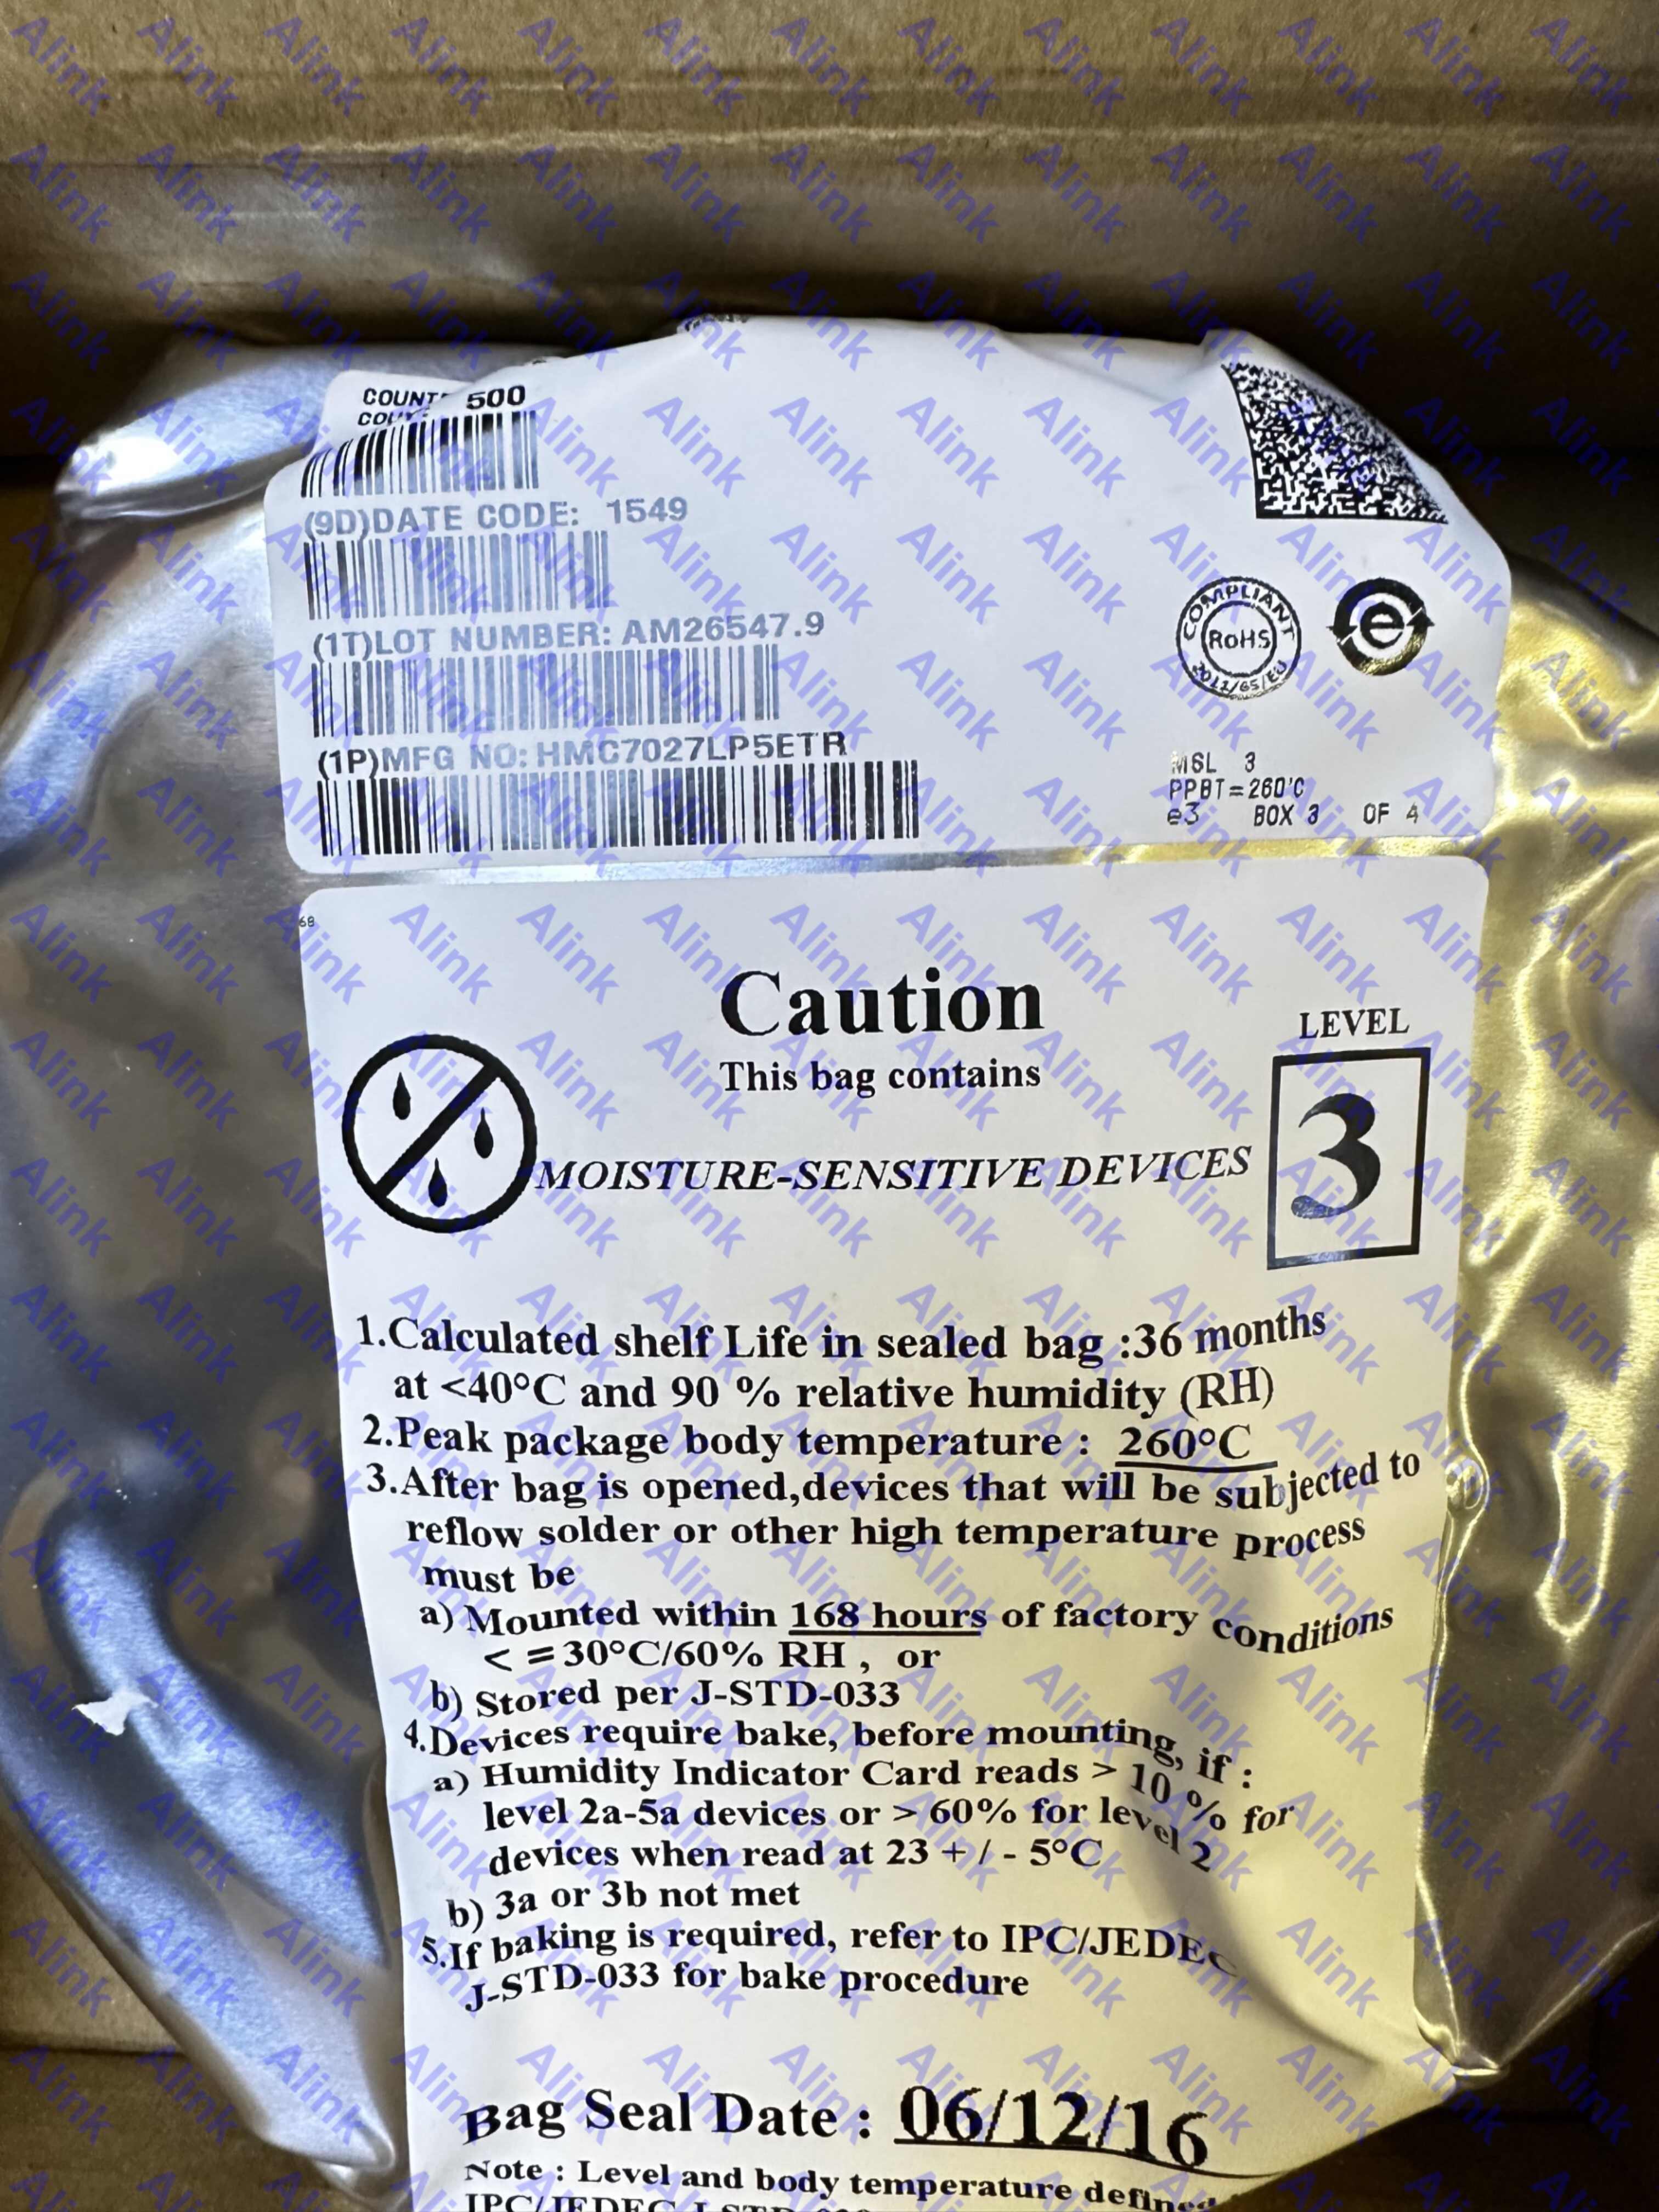 500
(9D)DATE CODE: 1549
(1T)LOT NUMBER: AM26547.9
(1P)MFG NO: HMC7027LP5ETR
COMPLIANT
RoHS
2011/65/EU
e
MSL 3
PPBT=260'C
e3 BOX 3 OF 4
68
Caution
This bag contains
MOISTURE-SENSITIVE DEVICES
LEVEL
3
1.Calculated shelf Life in sealed bag :36 months
at <40°C and 90 % relative humidity (RH)
2.Peak package body temperature : 260°C
3.After bag is opened,devices that will be subjected to
reflow solder or other high temperature process
must be
a) Mounted within 168 hours of factory conditions
< =30°C/60% RH , or
b) Stored per J-STD-033
4.Devices require bake, before mounting, if :
a) Humidity Indicator Card reads > 10 % for
level 2a-5a devices or > 60% for level 2
devices when read at 23 + / - 5°C
b) 3a or 3b not met
5.If baking is required, refer to IPC/JEDEC
J-STD-033 for bake procedure
Bag Seal Date : 06/12/16
Note : Level and body temperature defined
Alink